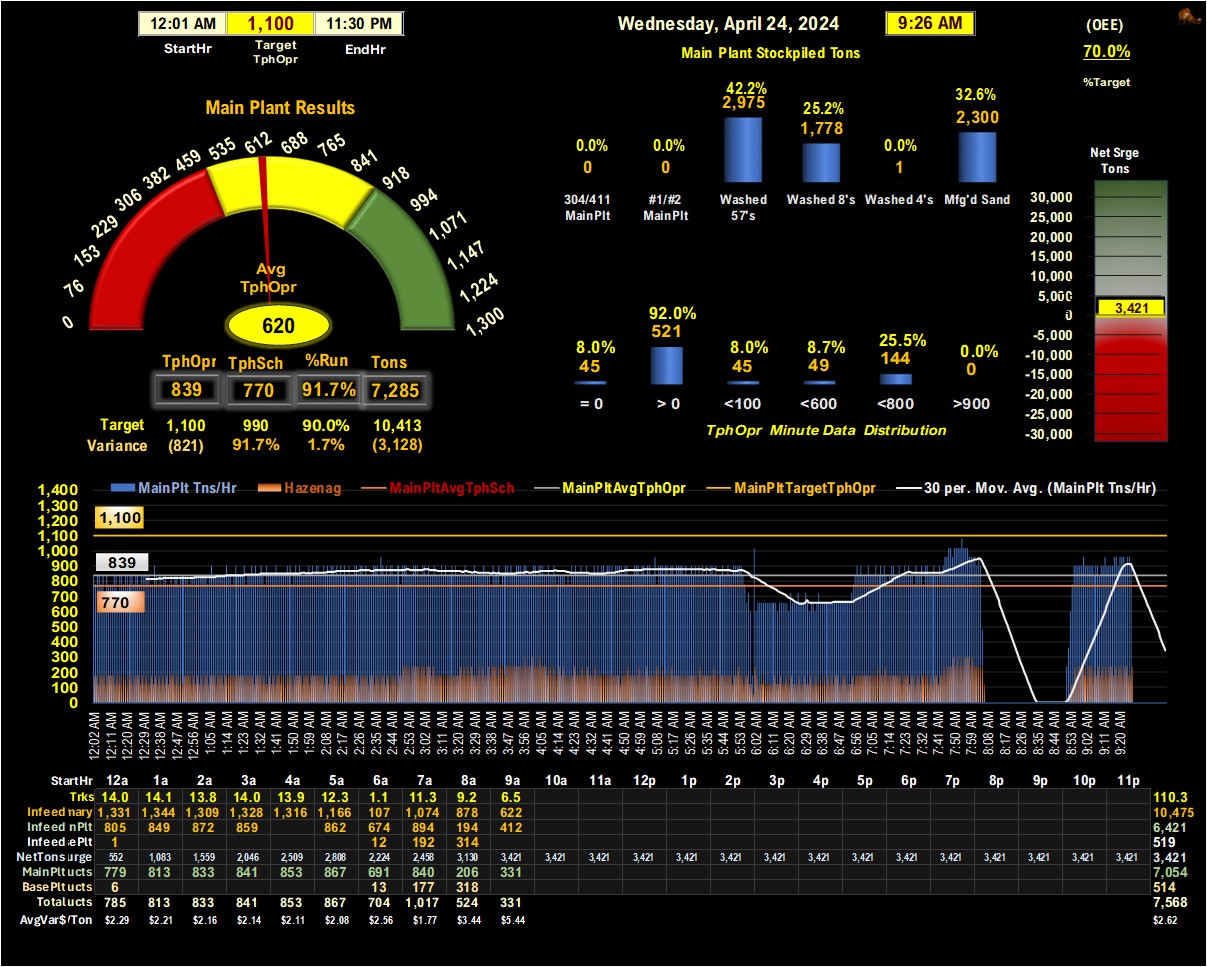 12:01 AM 1,100 11:30 PM
StartHr Target TphOpr EndHr
Wednesday, April 24, 2024 9:26 AM
(OEE)
70.0%
%Target
Main Plant Stockpiled Tons
42.2% 25.2% 32.6%
2,975 1,778 2,300
0.0% 0.0% 0.0%
0 0 1
304/411 MainPlt #1/#2 MainPlt Washed 57's Washed 8's Washed 4's Mfg'd Sand
Main Plant Results
0 76 153 229 306 382 459 535 612 688 765 841 918 994 1,071 1,147 1,224 1,300
Avg
TphOpr
620
TphOpr TphSch %Run Tons
839 770 91.7% 7,285
Target 1,100 990 90.0% 10,413
Variance (821) 91.7% 1.7% (3,128)
8.0% 92.0% 8.0% 8.7% 25.5% 0.0%
45 521 45 49 144 0
= 0 > 0 <100 <600 <800 >900
TphOpr Minute Data Distribution
Net Srge
Tons
30,000
25,000
20,000
15,000
10,000
5,000
0
3,421
-5,000
-10,000
-15,000
-20,000
-25,000
-30,000
MainPlt Tns/Hr Hazenag MainPltAvgTphSch MainPltAvgTphOpr MainPltTargetTphOpr 30 per. Mov. Avg. (MainPlt Tns/Hr)
1,400
1,300
1,200
1,100
1,000
900
800
700
600
500
400
300
200
100
0
1,100
839
770
12:02 AM 12:11 AM 12:20 AM 12:29 AM 12:38 AM 12:47 AM 12:56 AM 1:05 AM 1:14 AM 1:23 AM 1:32 AM 1:41 AM 1:50 AM 1:59 AM 2:08 AM 2:17 AM 2:26 AM 2:35 AM 2:44 AM 2:53 AM 3:02 AM 3:11 AM 3:20 AM 3:29 AM 3:38 AM 3:47 AM 3:56 AM 4:05 AM 4:14 AM 4:23 AM 4:32 AM 4:41 AM 4:50 AM 4:59 AM 5:08 AM 5:17 AM 5:26 AM 5:35 AM 5:44 AM 5:53 AM 6:02 AM 6:11 AM 6:20 AM 6:29 AM 6:38 AM 6:47 AM 6:56 AM 7:05 AM 7:14 AM 7:23 AM 7:32 AM 7:41 AM 7:50 AM 7:59 AM 8:08 AM 8:17 AM 8:26 AM 8:35 AM 8:44 AM 8:53 AM 9:02 AM 9:11 AM 9:20 AM
StartHr 12a 1a 2a 3a 4a 5a 6a 7a 8a 9a 10a 11a 12p 1p 2p 3p 4p 5p 6p 7p 8p 9p 10p 11p
Trks 14.0 14.1 13.8 14.0 13.9 12.3 1.1 11.3 9.2 6.5 110.3
Infeed mary 1,331 1,344 1,309 1,328 1,316 1,166 107 1,074 878 622 10,475
Infeed nPlt 805 849 872 859 862 674 894 194 412 6,421
Infeed ePlt 1 12 192 314 519
NetTons urge 552 1,083 1,559 2,046 2,509 2,808 2,224 2,458 3,130 3,421 3,421 3,421 3,421 3,421 3,421 3,421 3,421 3,421 3,421 3,421 3,421 3,421 3,421 3,421 3,421
MainPlt ucts 779 813 833 841 853 867 691 840 206 331 7,054
BasePlt ucts 6 13 177 318 514
Total ucts 785 813 833 841 853 867 704 1,017 524 331 7,568
AvgVar$/Ton $2.29 $2.21 $2.16 $2.14 $2.11 $2.08 $2.56 $1.77 $3.44 $5.44 $2.62